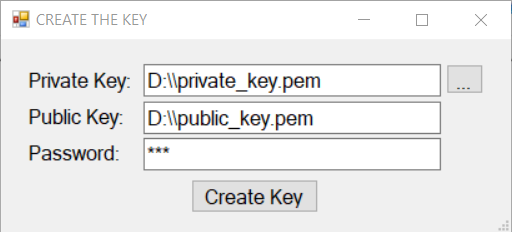 CREATE THE KEY
Private Key: D:\\private_key.pem ...
Public Key: D:\\public_key.pem
Password: ***
Create Key